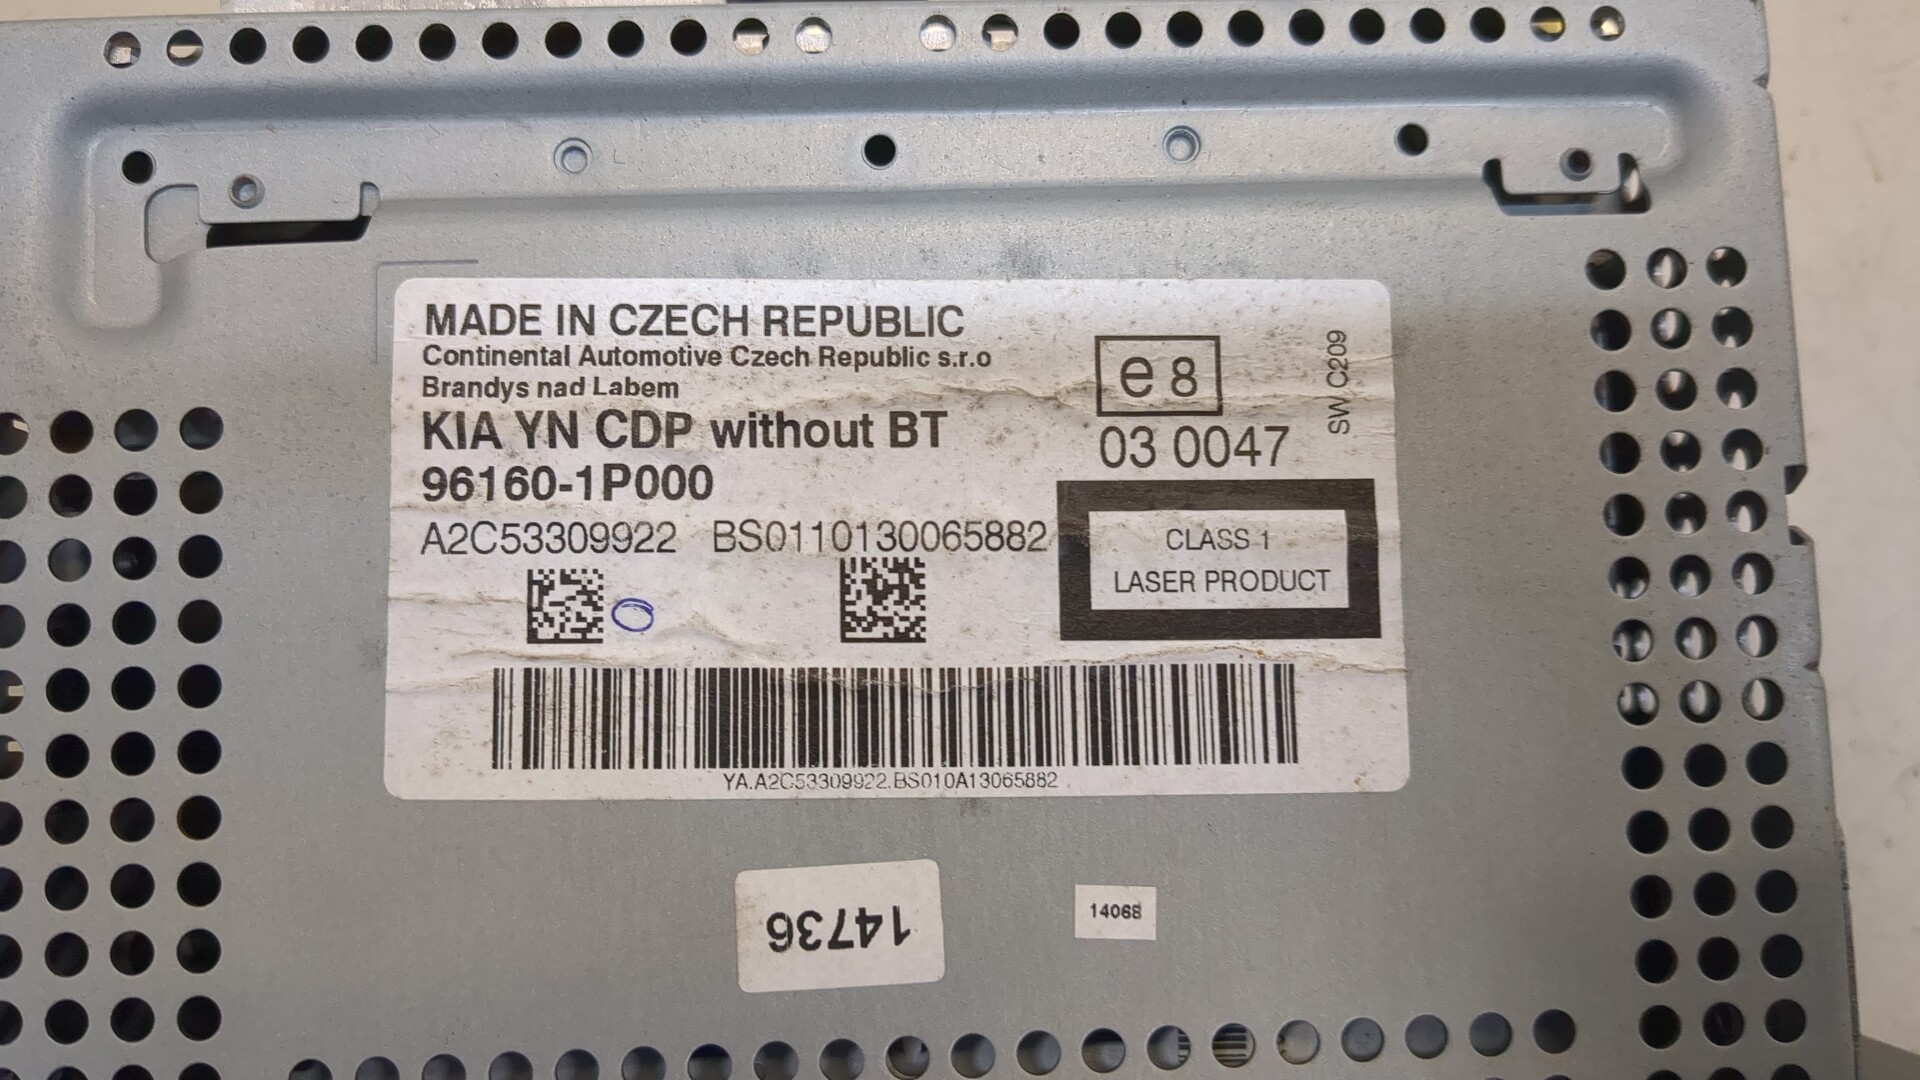 MADE IN CZECH REPUBLIC
Continental Automotive Czech Republic s.r.o
Brandys nad Labem
KIA YN CDP without BT
96160-1P000
A2C53309922 BS0110130065882
e 8
03 0047
SW C209
CLASS 1
LASER PRODUCT
YA.A2C53309922.BS010A13065882
14736
14068